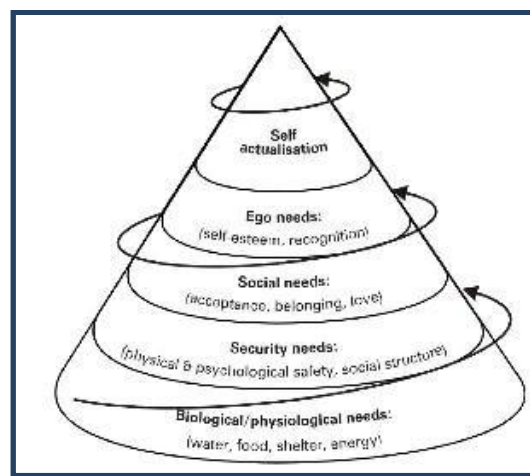 Self
actualisation
Ego needs:
(self-esteem, recognition)
Social needs:
(acceptance, belonging, love)
Security needs:
(physical & psychological safety, social structure)
Biological/physiological needs:
(water, food, shelter, energy)